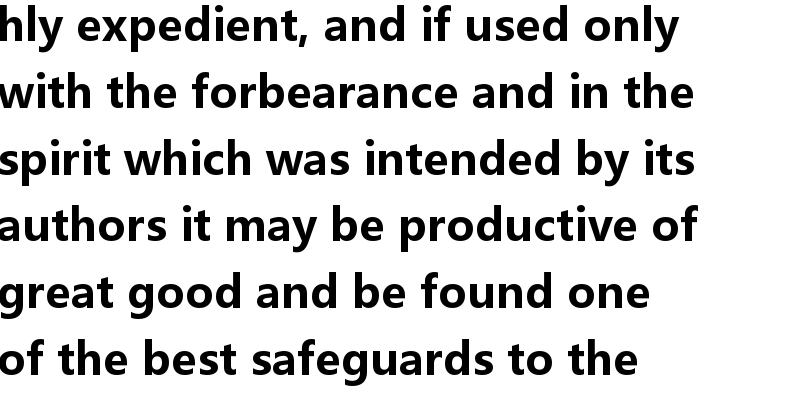 hly expedient, and if used only
with the forbearance and in the
spirit which was intended by its
authors it may be productive of
great good and be found one
of the best safeguards to the